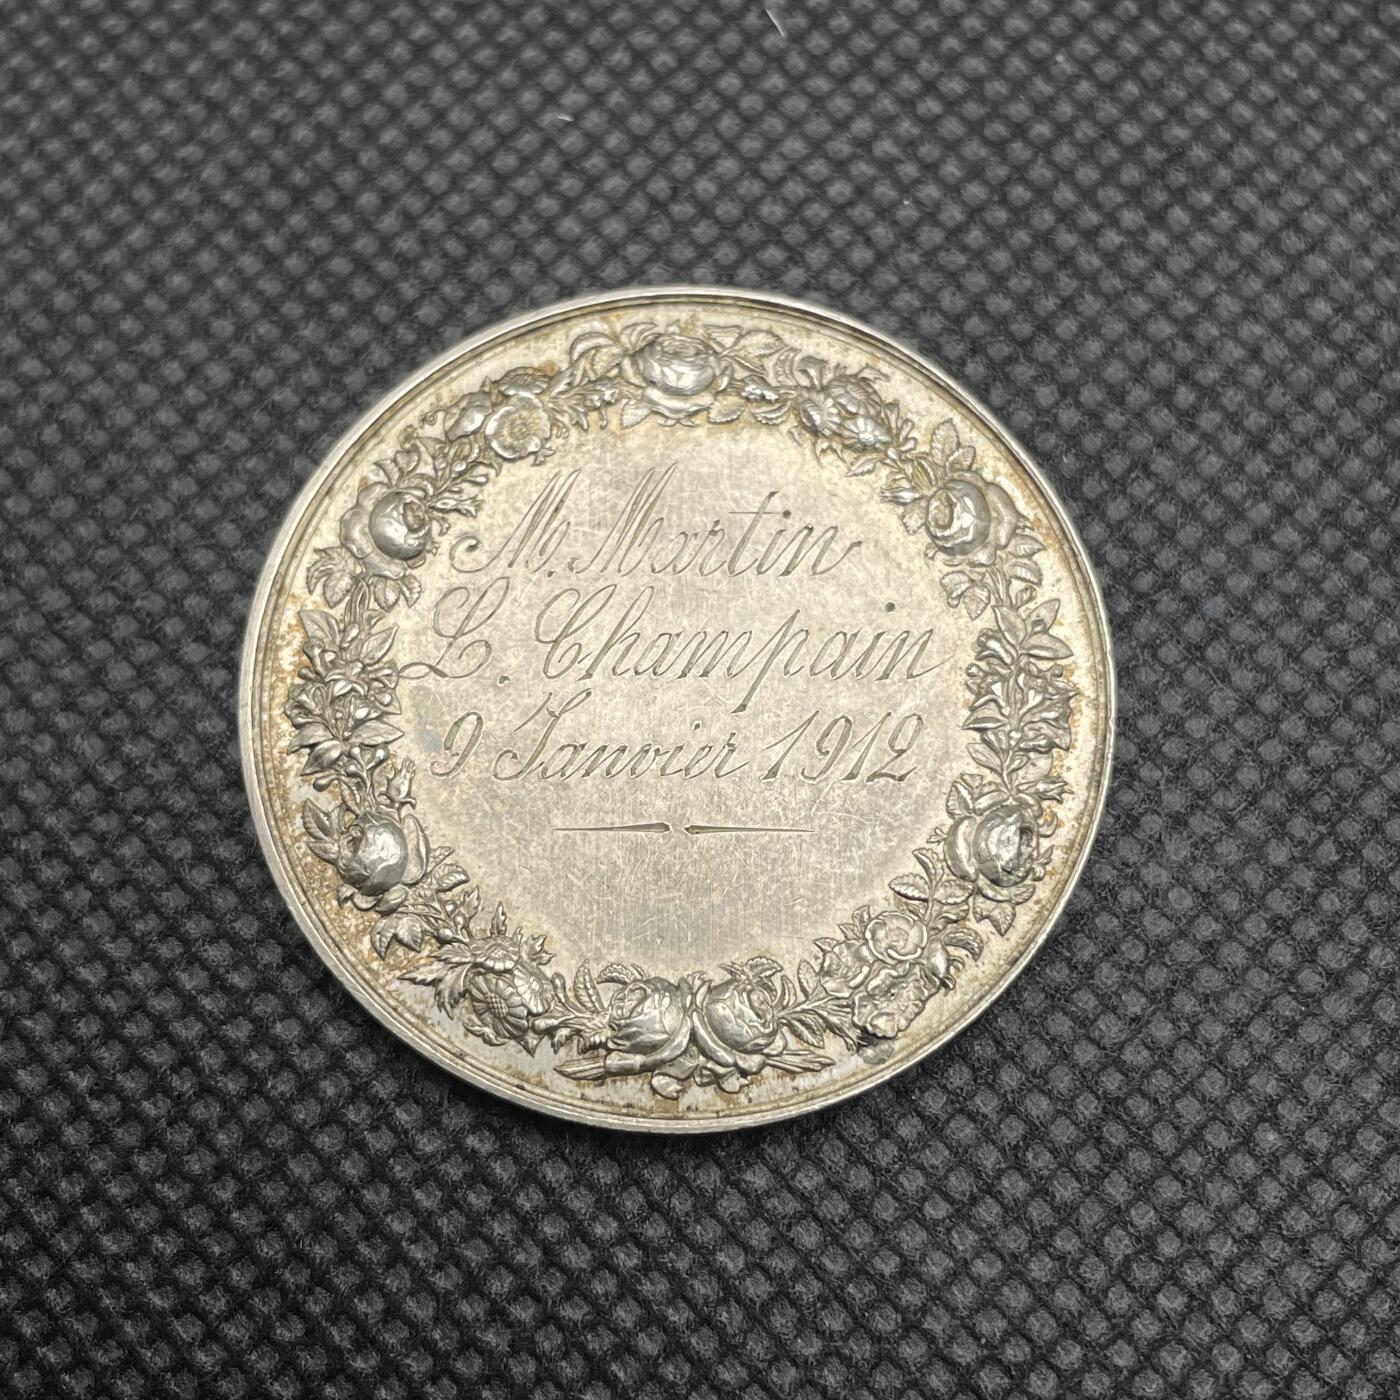 M. Martin
L. Champain
9 Janvier 1912